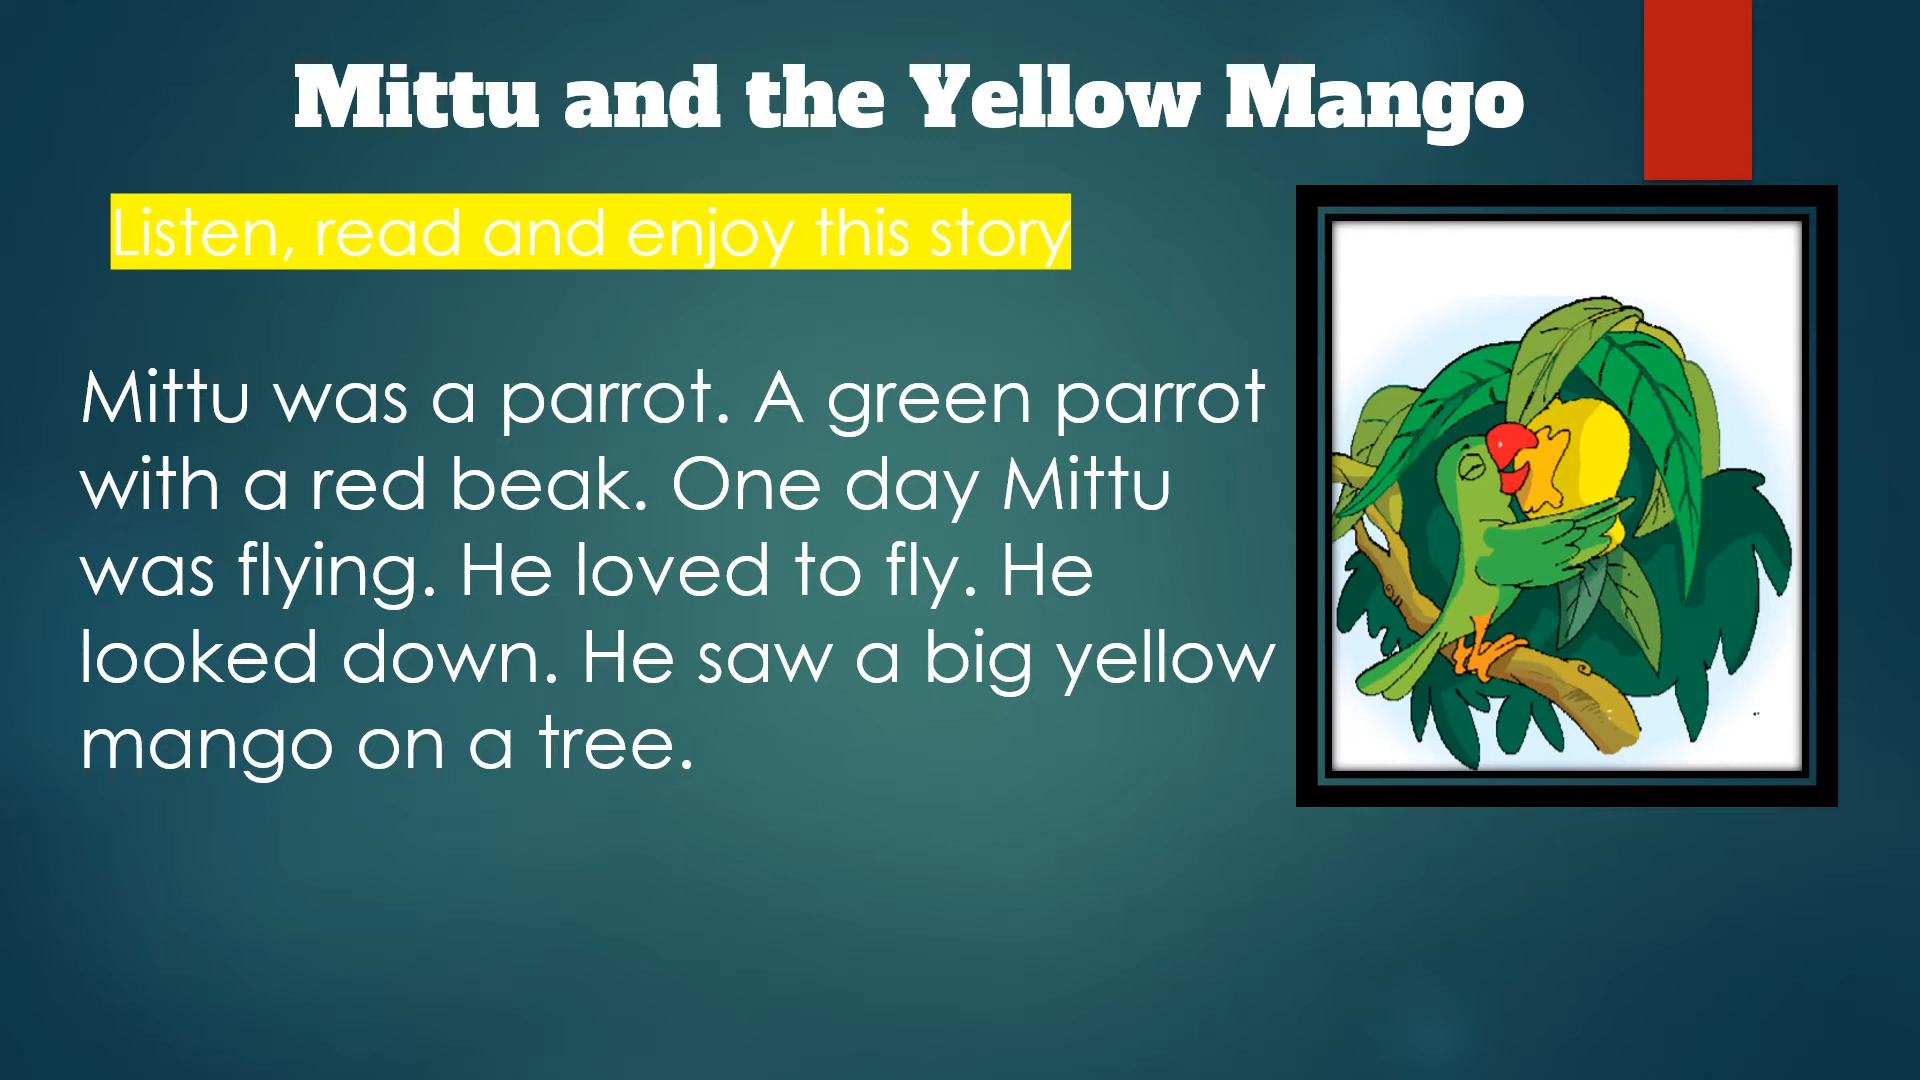 Mittu and the Yellow Mango
Listen, read and enjoy this story
Mittu was a parrot. A green parrot
with a red beak. One day Mittu
was flying. He loved to fly. He
looked down. He saw a big yellow
mango on a tree.